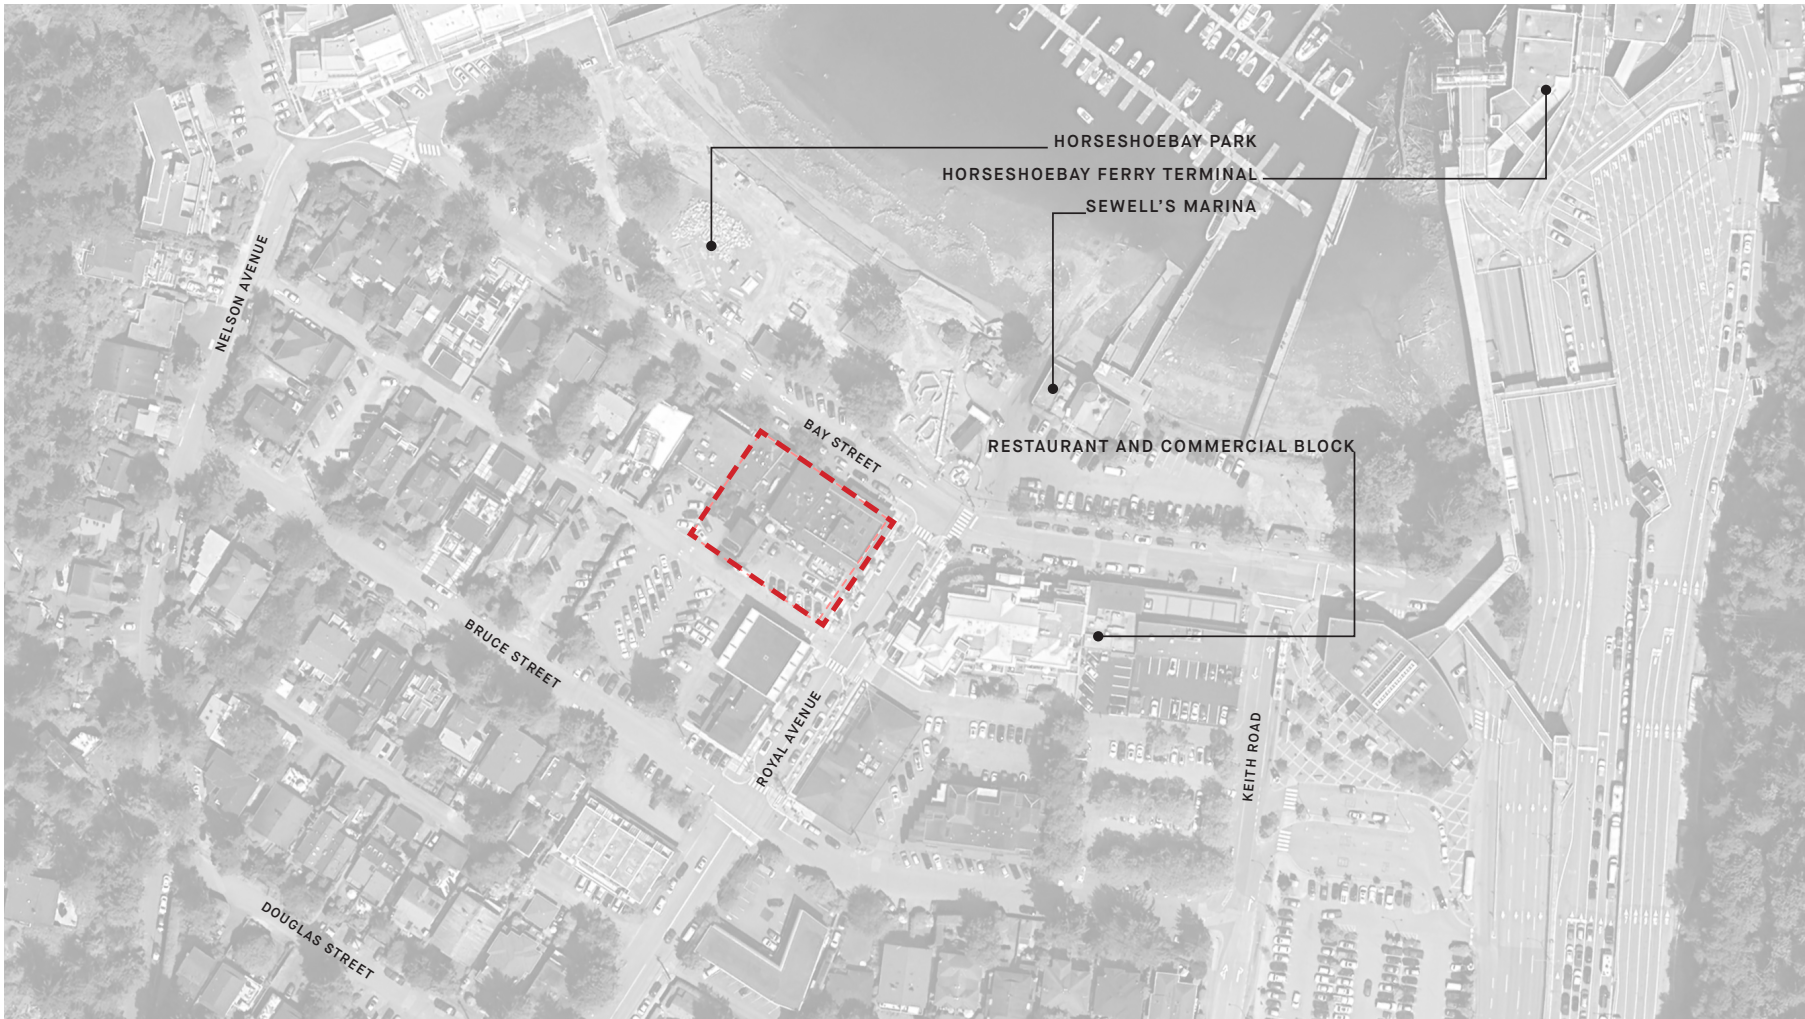 HORSESHOEBAY PARK
HORSESHOEBAY FERRY TERMINAL
SEWELL'S MARINA
NELSON AVENUE
BAY STREET
RESTAURANT AND COMMERCIAL BLOCK
BRUCE STREET
ROYAL AVENUE
KEITH ROAD
DOUGLAS STREET